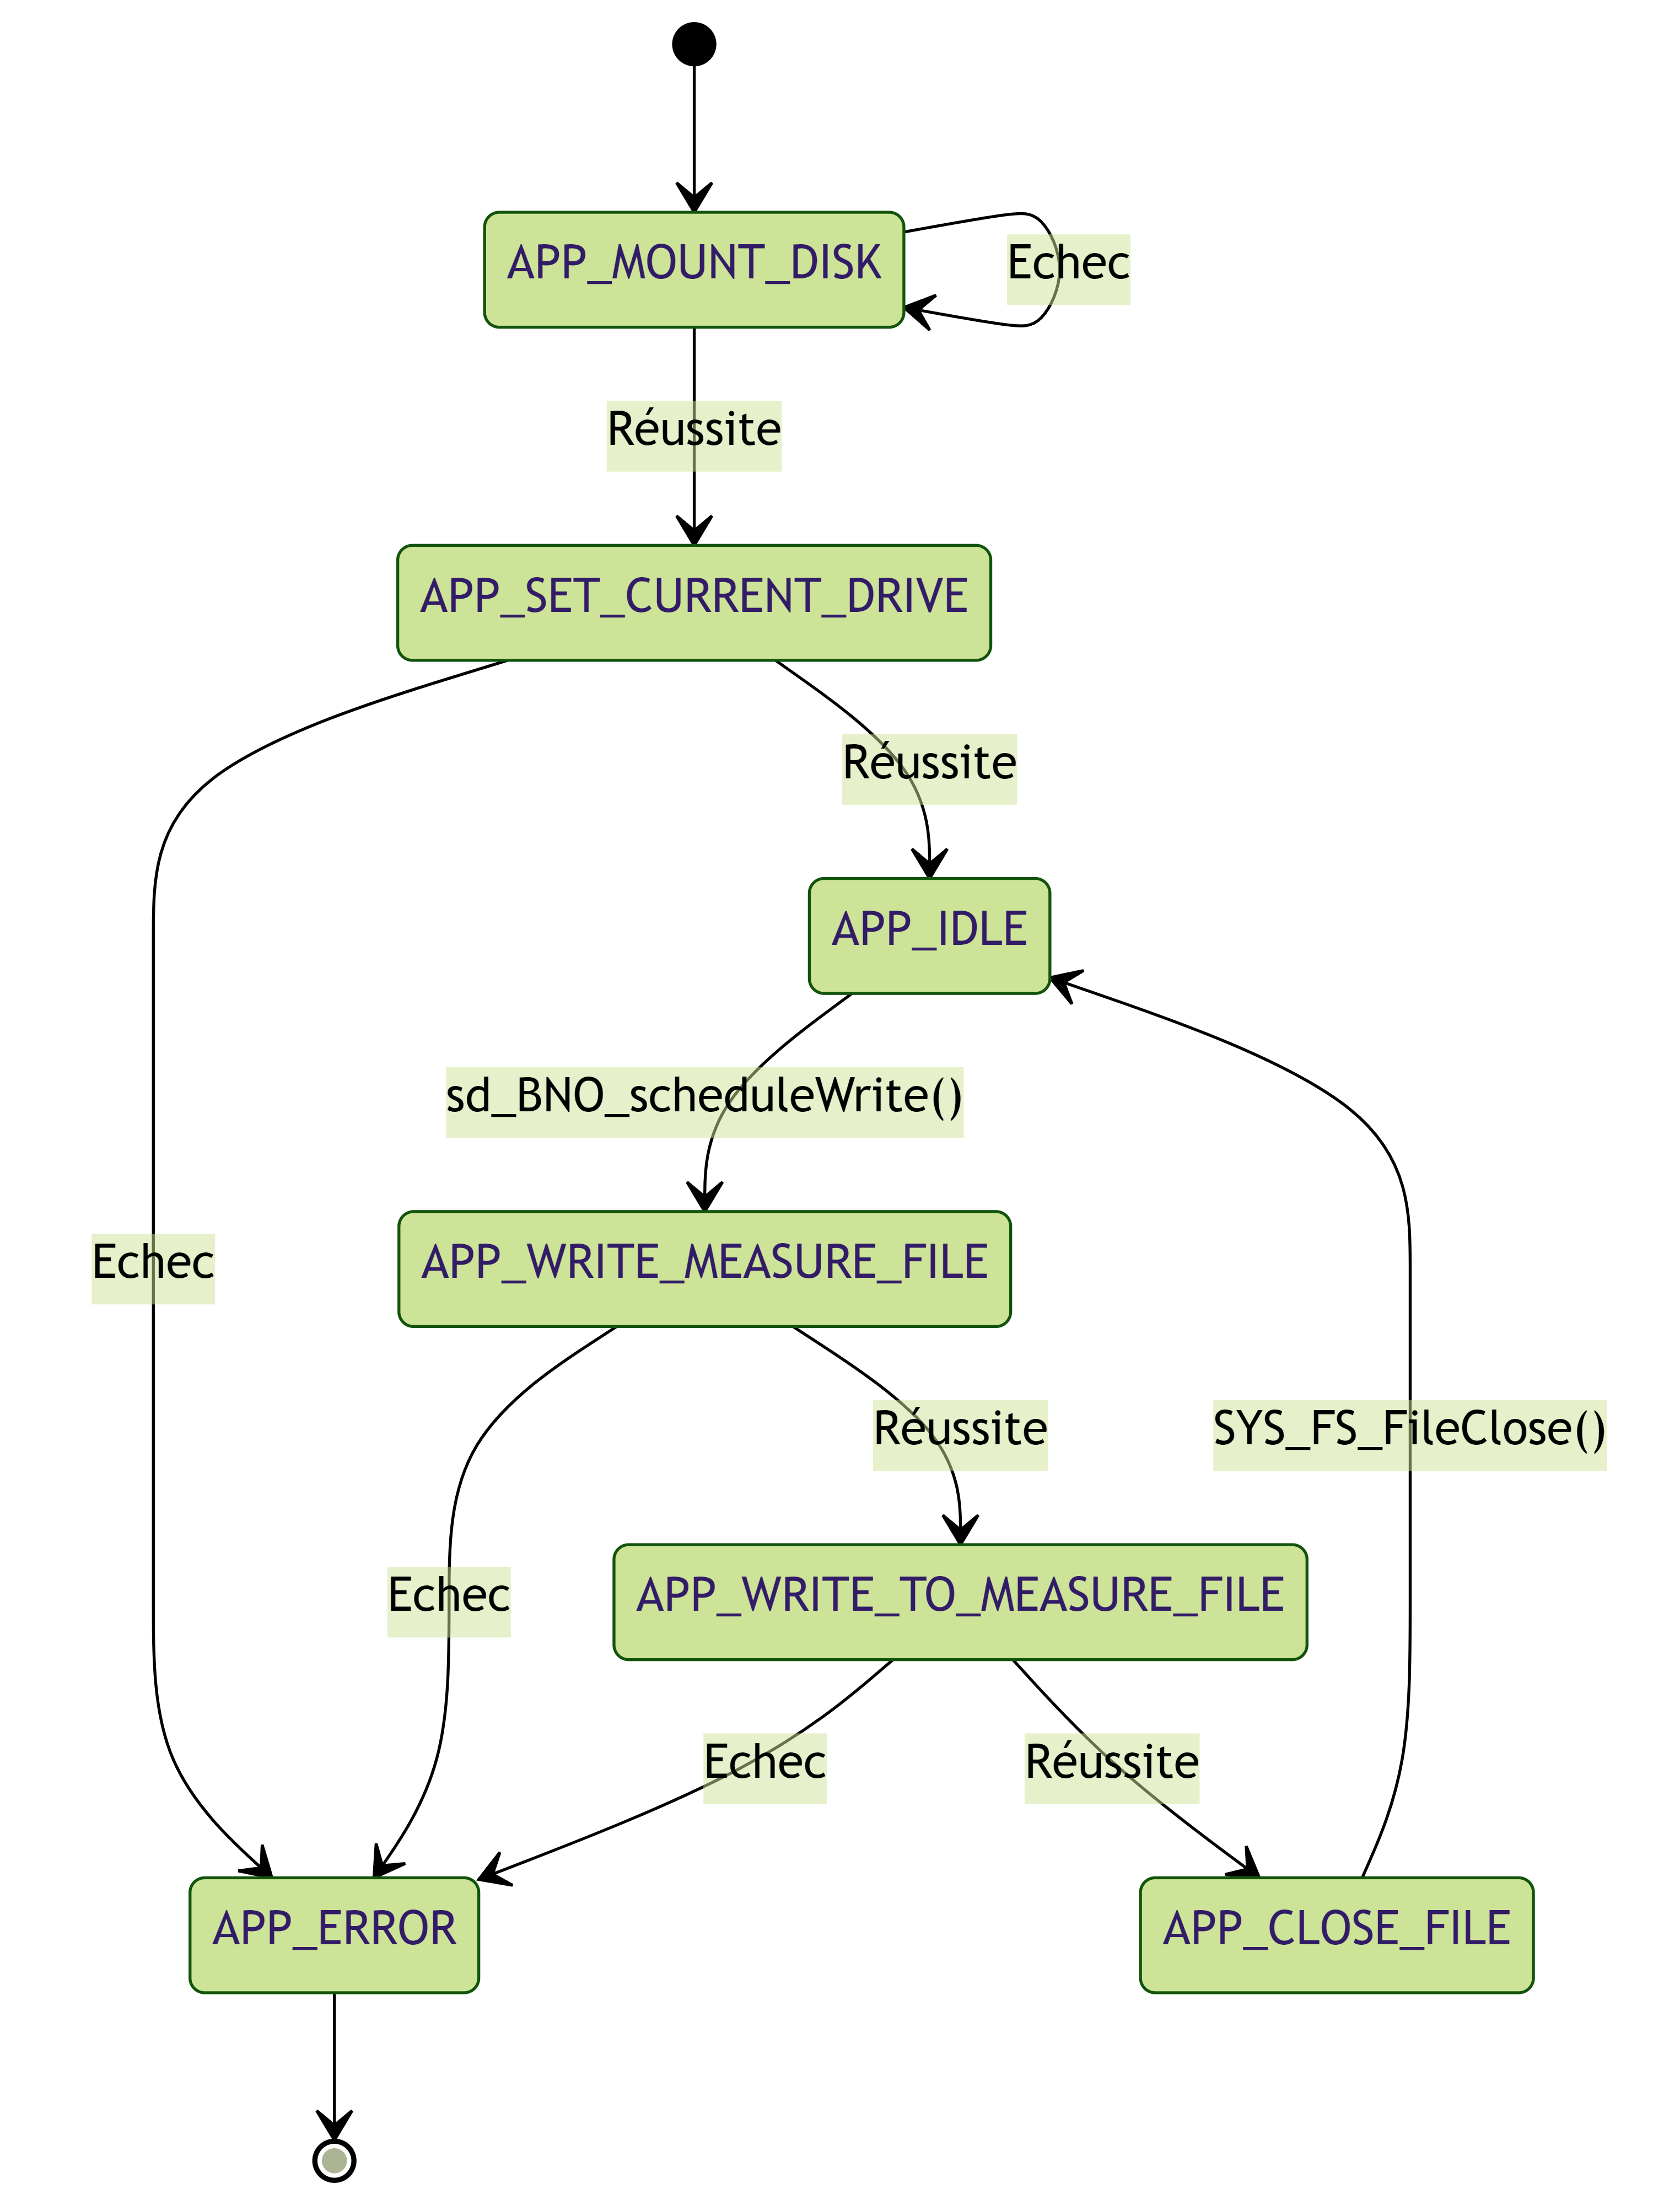 APP_MOUNT_DISK
Echec
Réussite
APP_SET_CURRENT_DRIVE
Réussite
APP_IDLE
sd_BNO_scheduleWrite()
APP_WRITE_MEASURE_FILE
Echec
Réussite
SYS_FS_FileClose()
Echec
APP_WRITE_TO_MEASURE_FILE
Echec
Réussite
APP_ERROR
APP_CLOSE_FILE